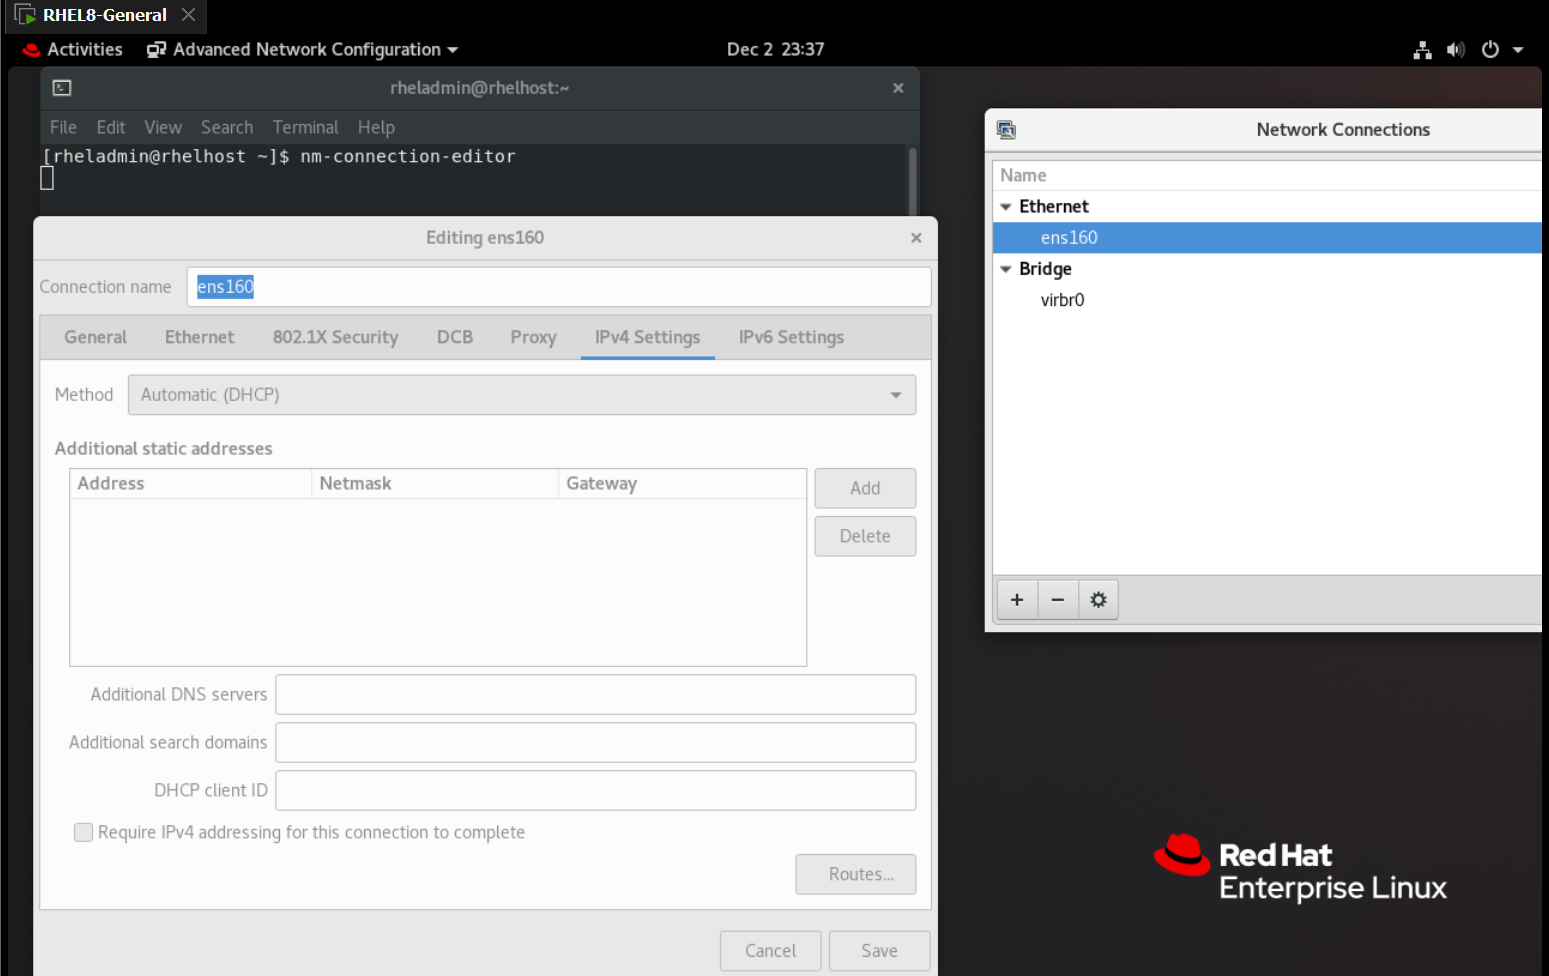 RHEL8-General
Activities Advanced Network Configuration Dec 2 23:37
rheladmin@rhelhost:~
File Edit View Search Terminal Help
[rheladmin@rhelhost ~]$ nm-connection-editor
Editing ens160
Connection name ens160
General Ethernet 802.1X Security DCB Proxy IPv4 Settings IPv6 Settings
Method Automatic (DHCP)
Additional static addresses
Address Netmask Gateway
Add
Delete
Additional DNS servers
Additional search domains
DHCP client ID
Require IPv4 addressing for this connection to complete
Routes...
Cancel Save
Network Connections
Name
Ethernet
ens160
Bridge
virbr0
Red Hat
Enterprise Linux